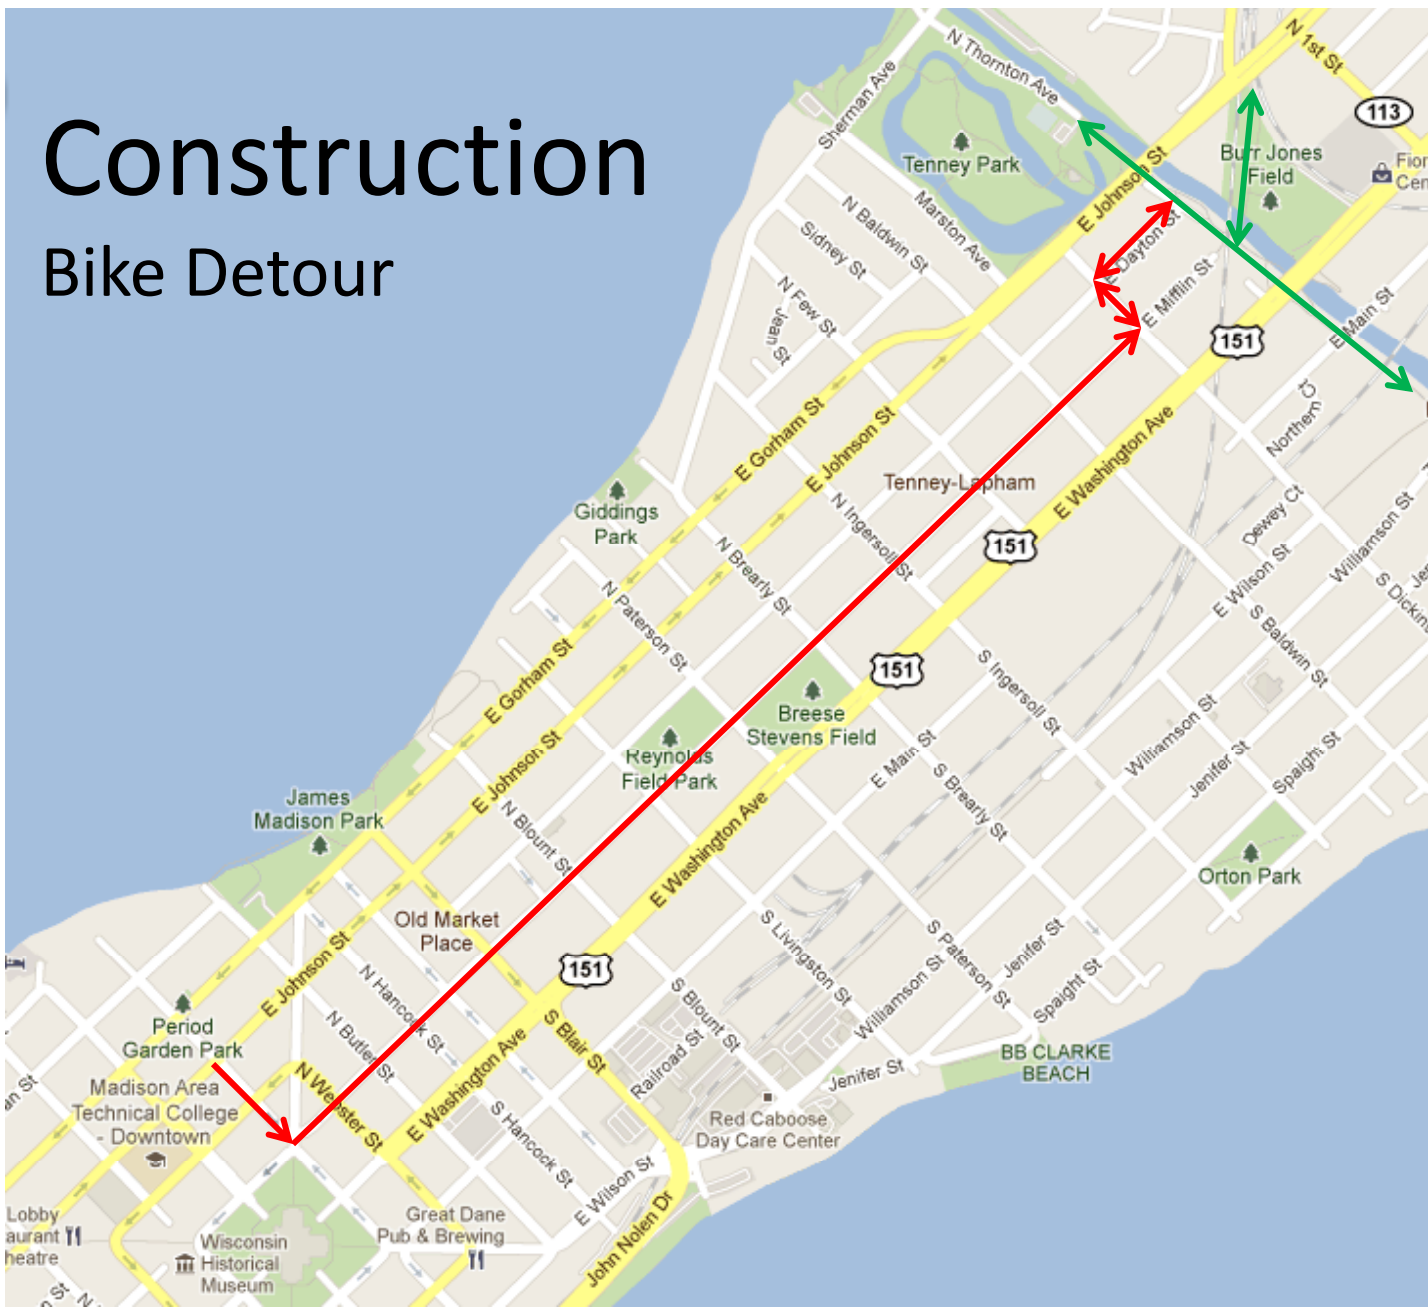 Construction
Bike Detour
N Thornton Ave
N 1st St
113
Sherman Ave
Tenney Park
Burr Jones
Field
E Johnson St
N Baldwin St
Marston Ave
Sidney St
E Dayton St
E Mifflin St
N Few St
Jean St
151
E Main St
Northern Ct
E Gorham St
E Johnson St
Tenney-Lapham
E Washington Ave
Giddings
Park
N Ingersoll St
151
Dewey Ct
Williamson St
N Brearly St
E Wilson St
N Paterson St
S Baldwin St
E Gorham St
151
S Ingersoll St
Breese
Stevens Field
Reynolds
Field Park
E Main St
Williamson St
Jenifer St
Spaight St
E Johnson St
James
Madison Park
N Blount St
E Washington Ave
S Brearly St
Orton Park
Old Market
Place
151
S Livingston St
S Paterson St
Jenifer St
Spaight St
Williamson St
E Johnson St
N Hancock St
N Butler St
S Blount St
S Blair St
Railroad St
Period
Garden Park
E Washington Ave
N Webster St
BB CLARKE
BEACH
Jenifer St
Madison Area
Technical College
- Downtown
S Hancock St
Red Caboose
Day Care Center
E Wilson St
John Nolen Dr
Great Dane
Pub & Brewing
Lobby
Wisconsin
Historical
Museum